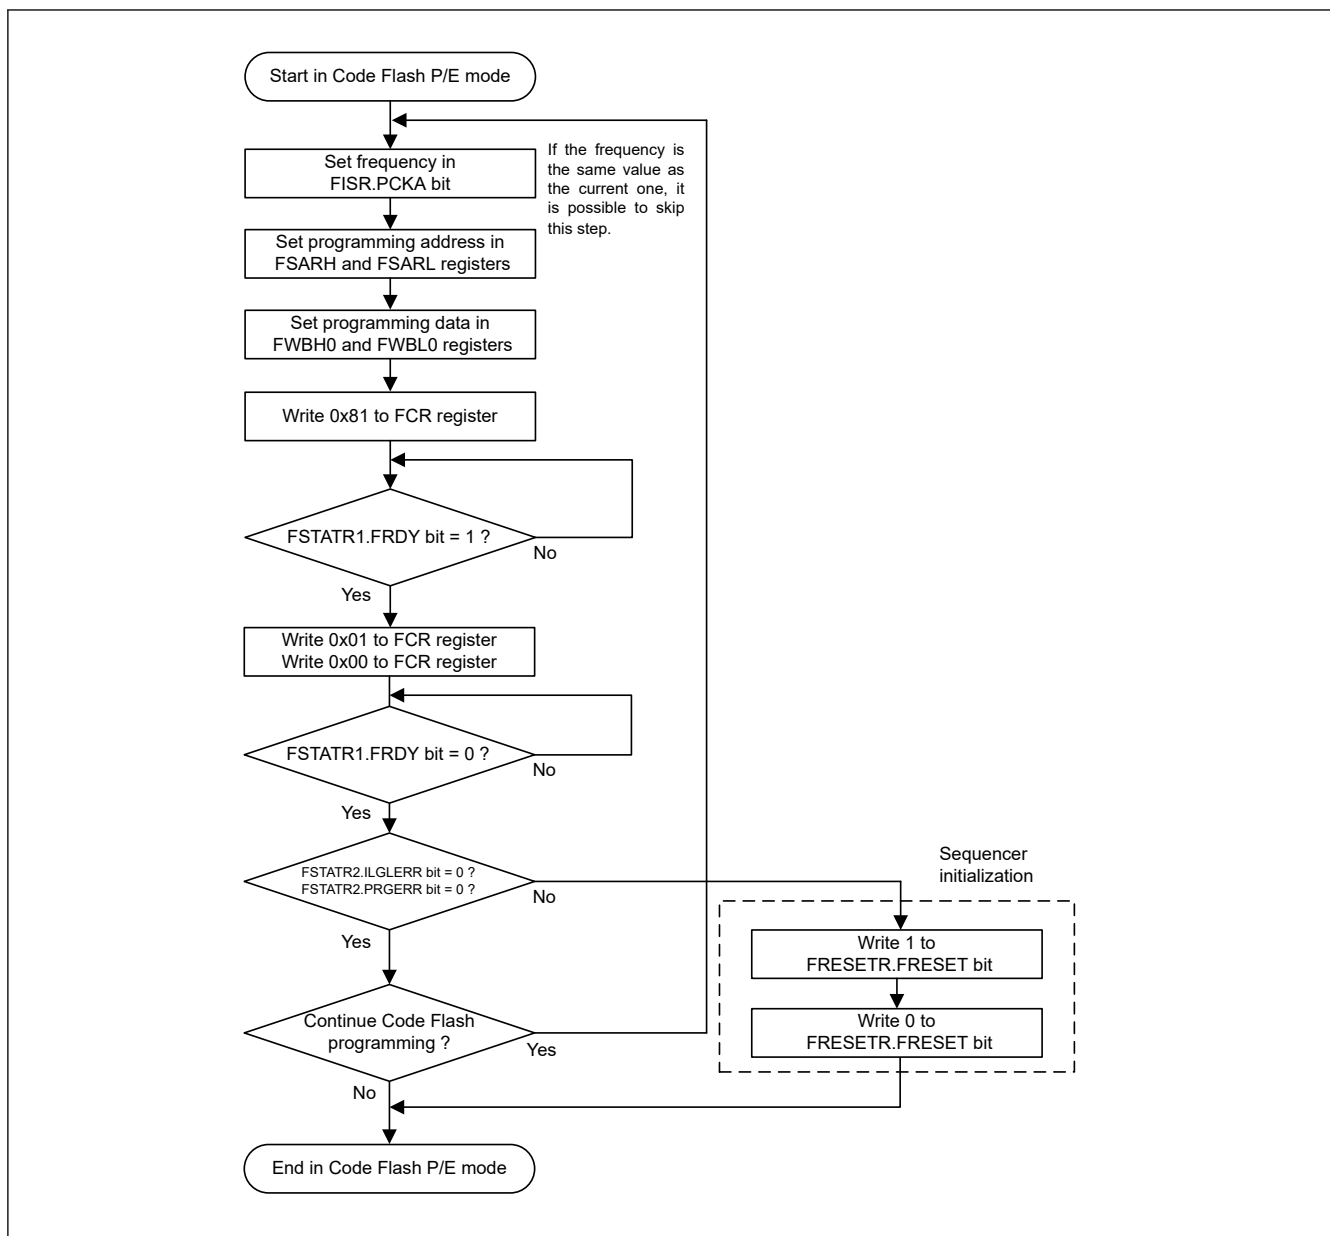 Start in Code Flash P/E mode
If the frequency is
the same value as
the current one, it
is possible to skip
this step.
Set frequency in
FISR.PCKA bit
Set programming address in
FSARH and FSARL registers
Set programming data in
FWBH0 and FWBL0 registers
Write 0x81 to FCR register
FSTATR1.FRDY bit = 1 ?
No
Yes
Write 0x01 to FCR register
Write 0x00 to FCR register
FSTATR1.FRDY bit = 0 ?
No
Yes
FSTATR2.ILGLERR bit = 0 ?
FSTATR2.PRGERR bit = 0 ?
No
Yes
Sequencer
initialization
Write 1 to
FRESETR.FRESET bit
Write 0 to
FRESETR.FRESET bit
Continue Code Flash
programming ?
Yes
No
End in Code Flash P/E mode